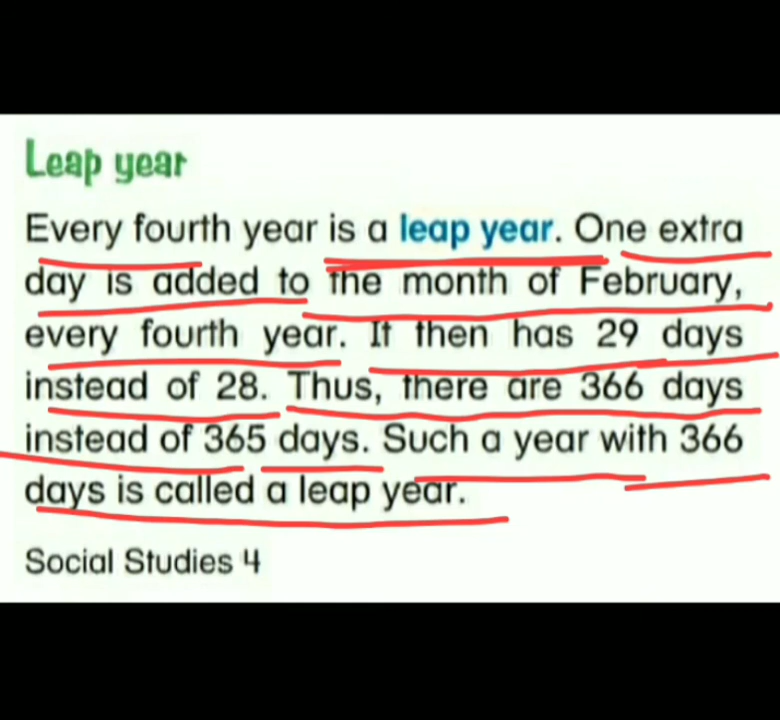 Leap year
Every fourth year is a leap year. One extra
day is added to the month of February,
every fourth year. It then has 29 days
instead of 28. Thus, there are 366 days
instead of 365 days. Such a year with 366
days is called a leap year.
Social Studies 4